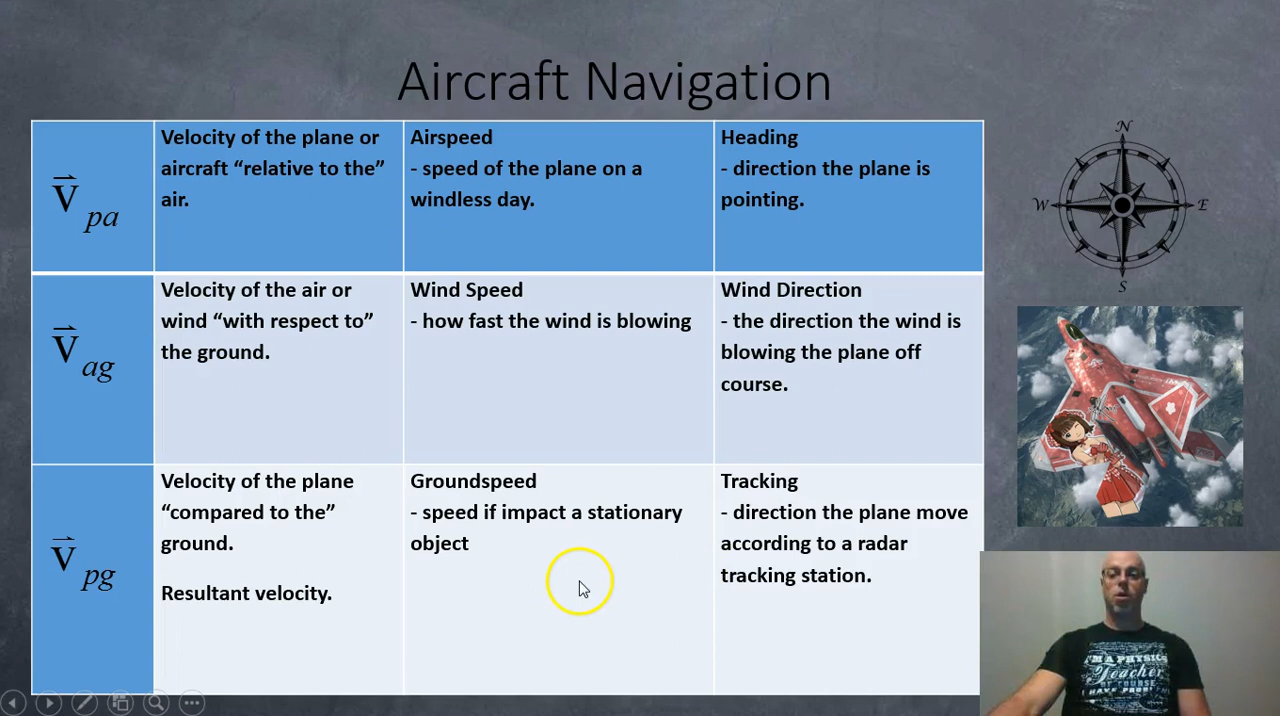 Aircraft Navigation
v pa
Velocity of the plane or
aircraft “relative to the”
air.
Airspeed
- speed of the plane on a
windless day.
Heading
- direction the plane is
pointing.
v ag
Velocity of the air or
wind “with respect to”
the ground.
Wind Speed
- how fast the wind is blowing
Wind Direction
- the direction the wind is
blowing the plane off
course.
v pg
Velocity of the plane
“compared to the”
ground.
Resultant velocity.
Groundspeed
- speed if impact a stationary
object
Tracking
- direction the plane move
according to a radar
tracking station.
N
W
E
S
I'M A PHYSICS
Teacher
OF COURSE